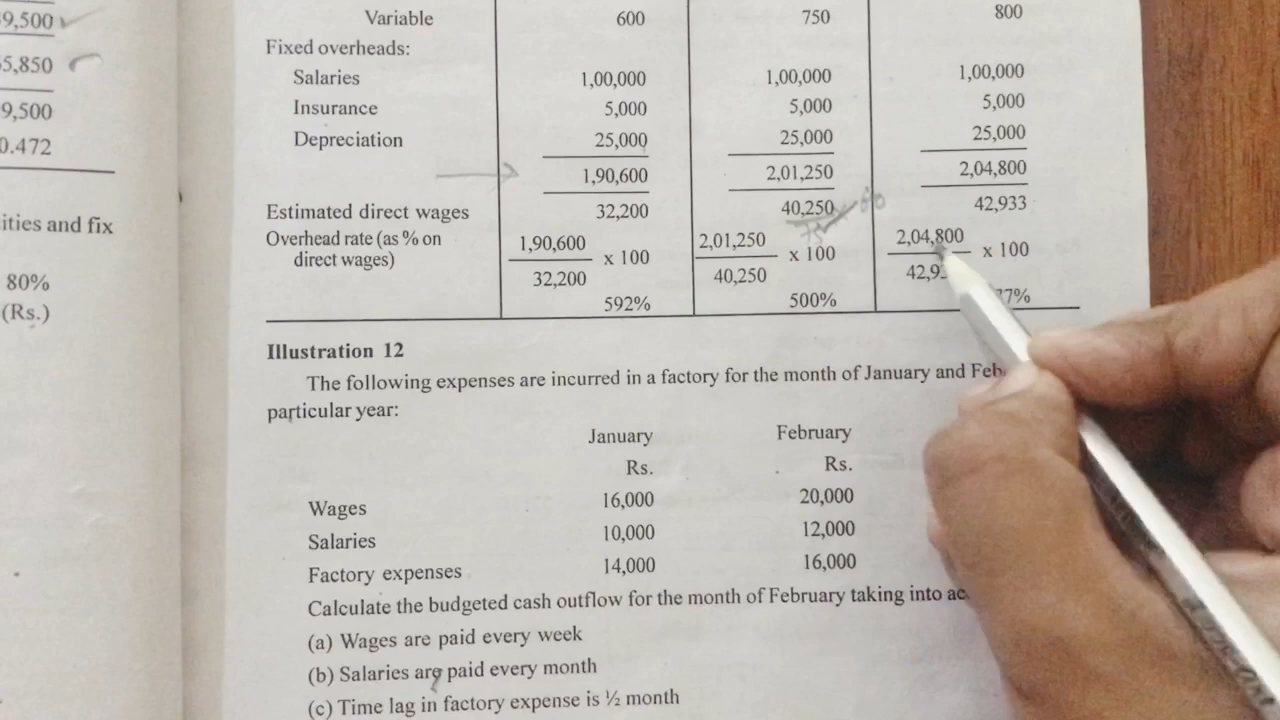 9,500
5,850
9,500
0.472
ities and fix
80%
(Rs.)
Variable 600 750 800
Fixed overheads:
Salaries 1,00,000 1,00,000 1,00,000
Insurance 5,000 5,000 5,000
Depreciation 25,000 25,000 25,000
1,90,600 2,01,250 2,04,800
Estimated direct wages 32,200 40,250 42,933
Overhead rate (as % on 1,90,600 2,01,250 2,04,800
direct wages) x 100 x 100 x 100
32,200 40,250 42,9
592% 500% 77%
Illustration 12
The following expenses are incurred in a factory for the month of January and Feb
particular year:
January February
Rs. Rs.
Wages 16,000 20,000
Salaries 10,000 12,000
Factory expenses 14,000 16,000
Calculate the budgeted cash outflow for the month of February taking into ac
(a) Wages are paid every week
(b) Salaries are paid every month
(c) Time lag in factory expense is ½ month